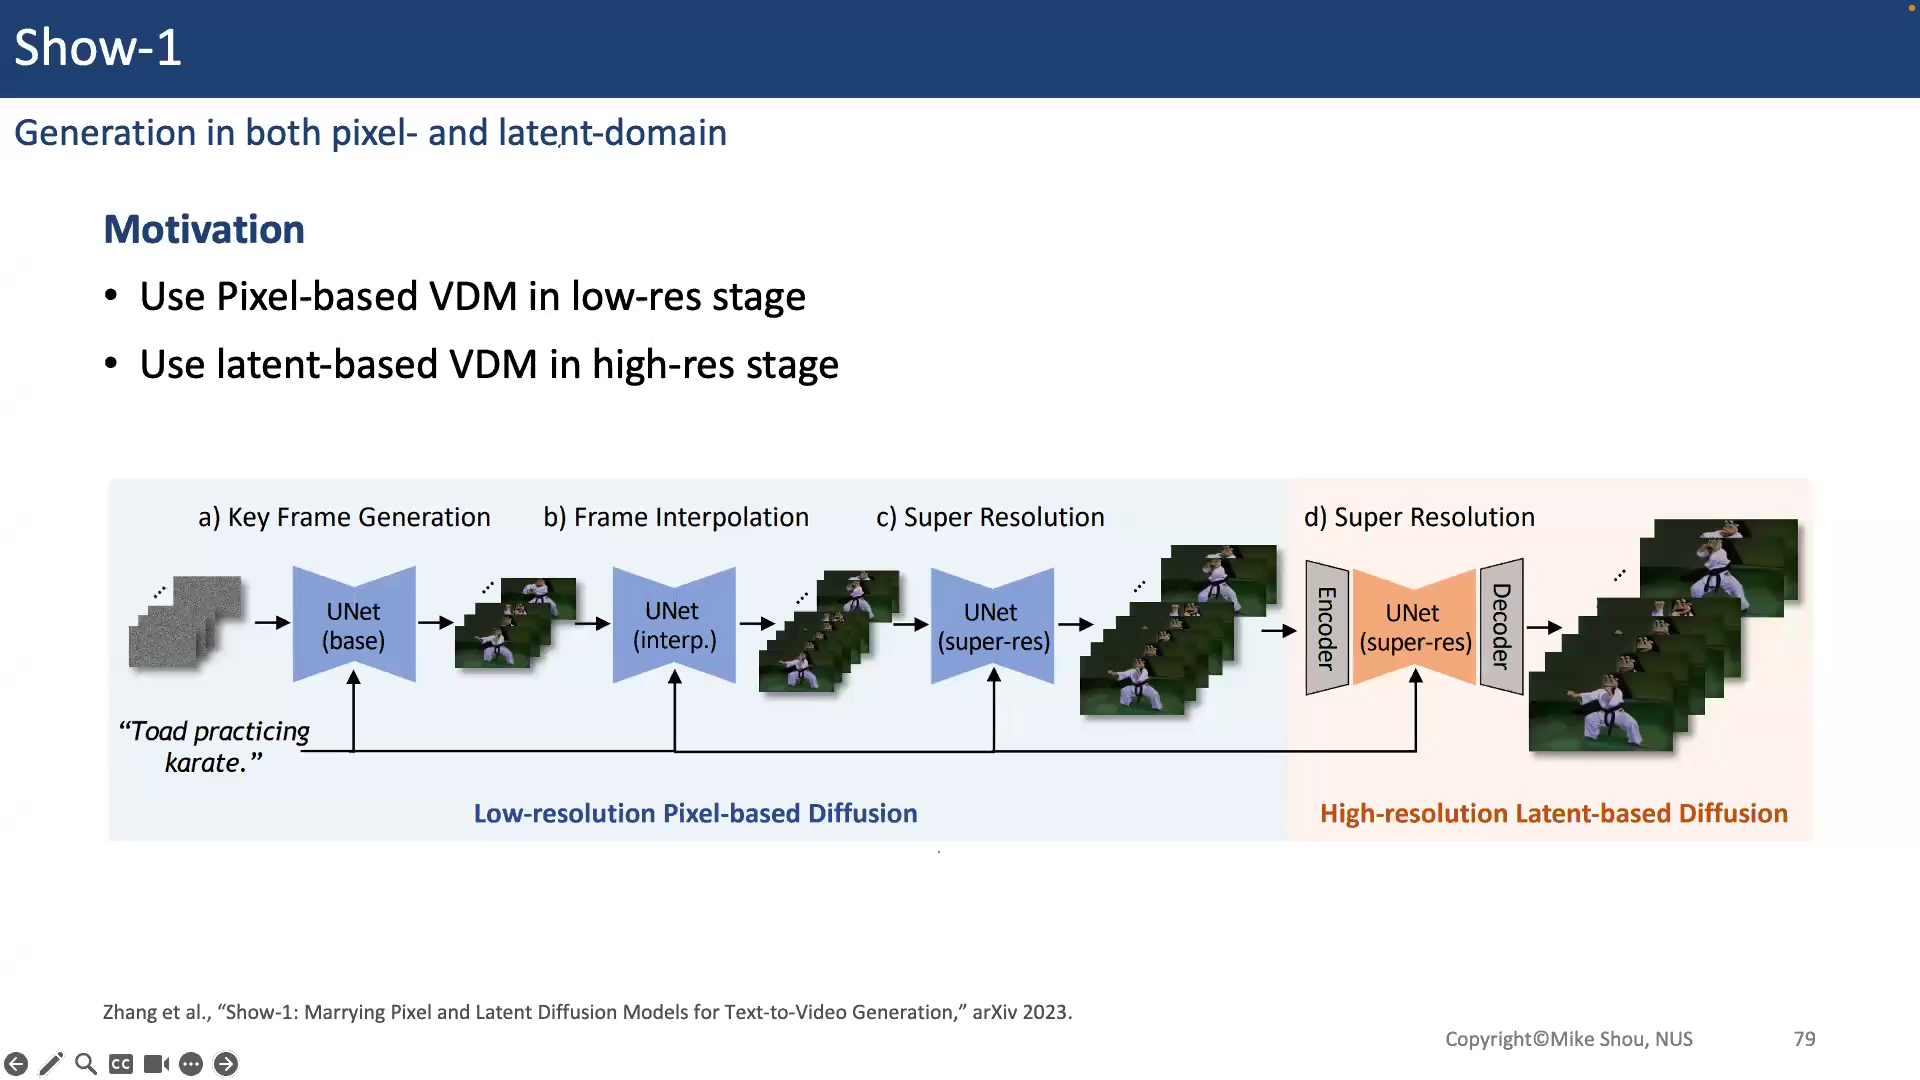 Show-1
Generation in both pixel- and latent-domain
Motivation
• Use Pixel-based VDM in low-res stage
• Use latent-based VDM in high-res stage
a) Key Frame Generation
b) Frame Interpolation
c) Super Resolution
d) Super Resolution
UNet
(base)
UNet
(interp.)
UNet
(super-res)
Encoder
UNet
(super-res)
Decoder
“Toad practicing
karate.”
Low-resolution Pixel-based Diffusion
High-resolution Latent-based Diffusion
Zhang et al., “Show-1: Marrying Pixel and Latent Diffusion Models for Text-to-Video Generation,” arXiv 2023.
Copyright©Mike Shou, NUS
79
CC